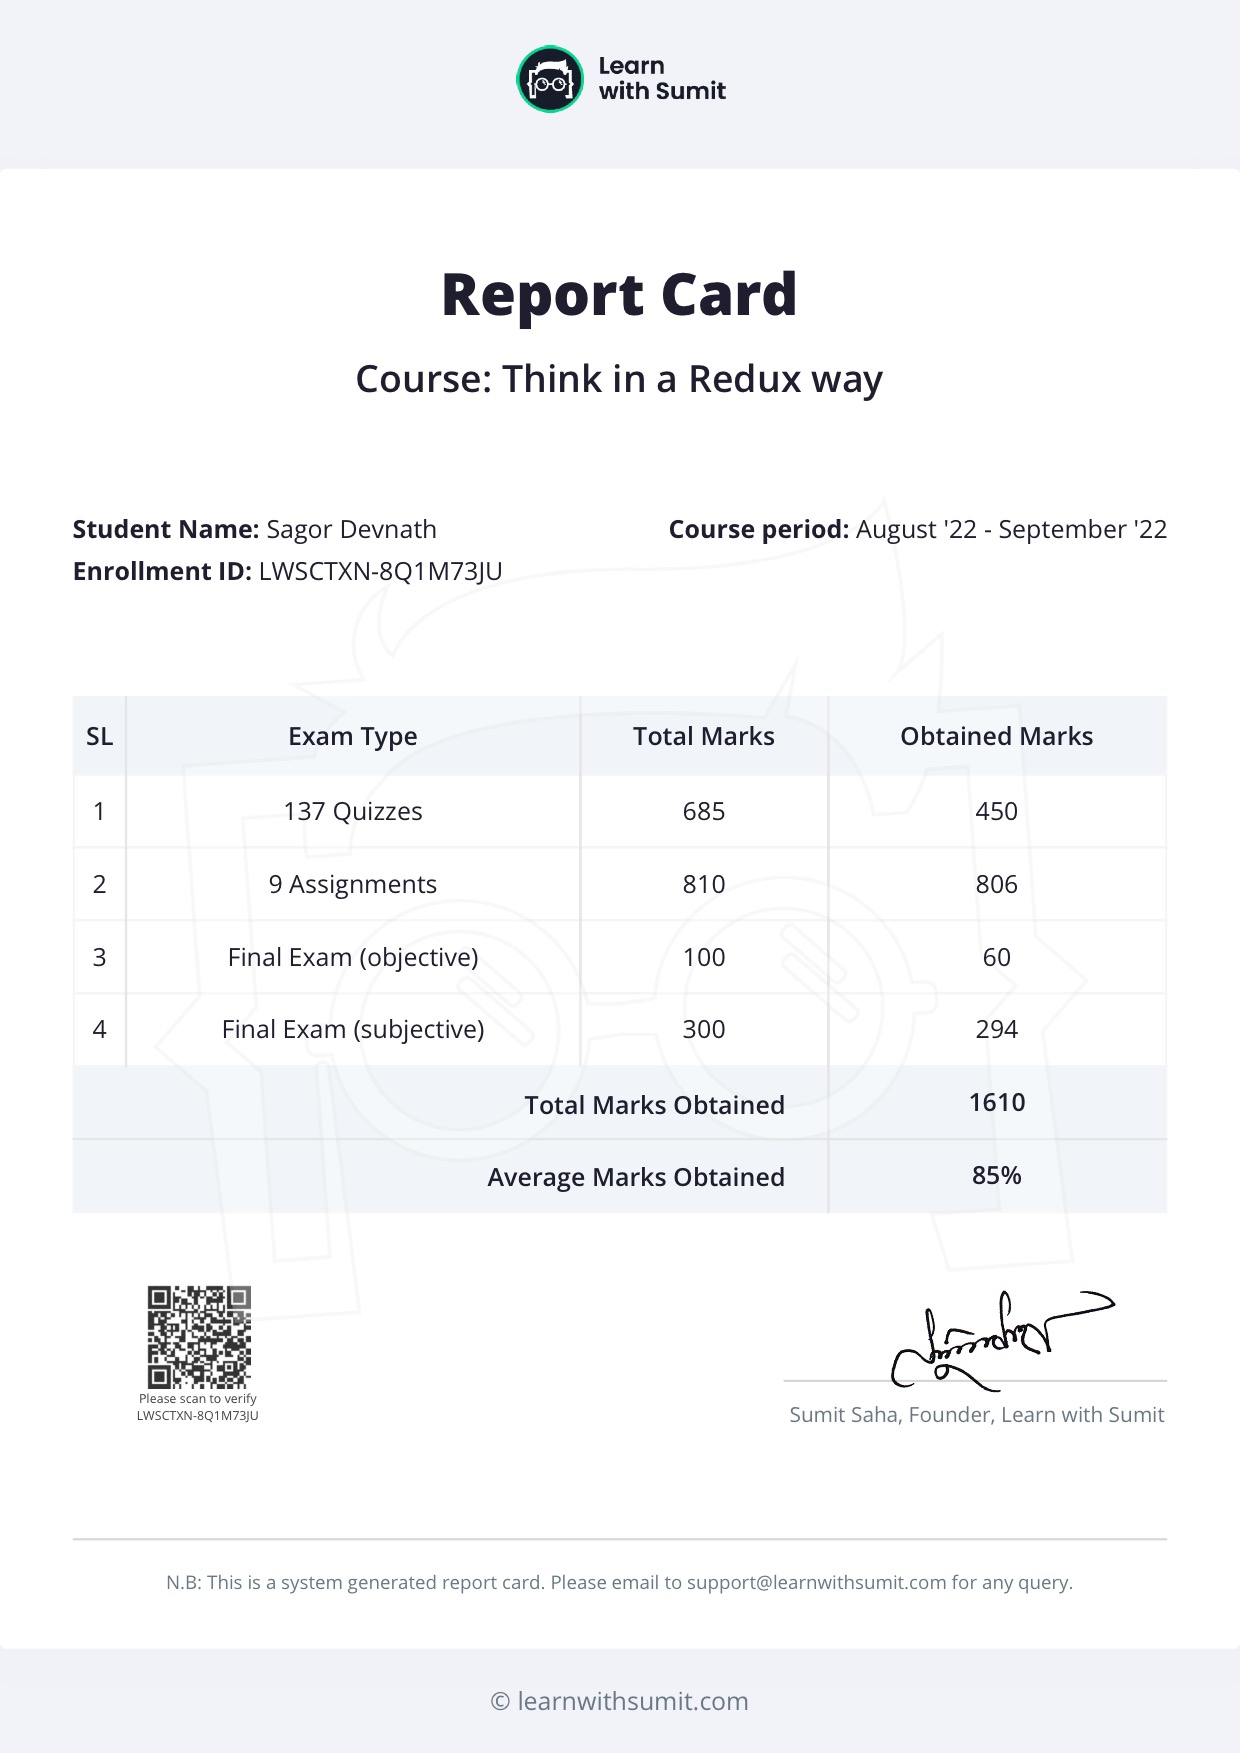 Learn
with Sumit
Report Card
Course: Think in a Redux way
Student Name: Sagor Devnath
Course period: August '22 - September '22
Enrollment ID: LWSCTXN-8Q1M73JU
SL Exam Type Total Marks Obtained Marks
1 137 Quizzes 685 450
2 9 Assignments 810 806
3 Final Exam (objective) 100 60
4 Final Exam (subjective) 300 294
Total Marks Obtained 1610
Average Marks Obtained 85%
Please scan to verify
LWSCTXN-8Q1M73JU
Sumit Saha, Founder, Learn with Sumit
N.B: This is a system generated report card. Please email to support@learnwithsumit.com for any query.
© learnwithsumit.com